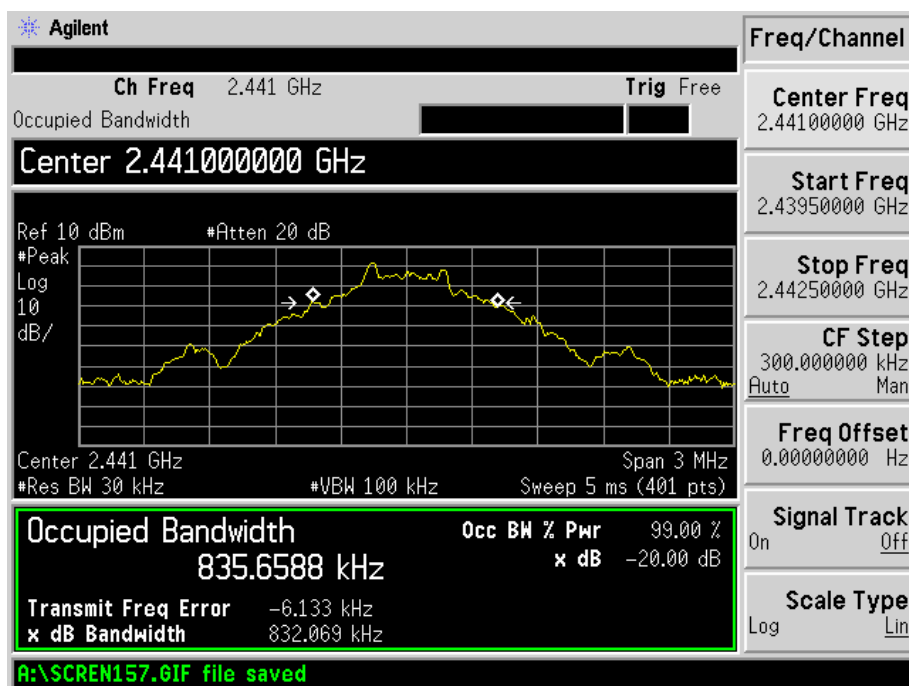 Agilent
Freq/Channel
Ch Freq 2.441 GHz Trig Free
Occupied Bandwidth
Center 2.441000000 GHz
Ref 10 dBm #Atten 20 dB
#Peak
Log
10
dB/
Center 2.441 GHz Span 3 MHz
#Res BW 30 kHz #VBW 100 kHz Sweep 5 ms (401 pts)
Occupied Bandwidth
835.6588 kHz
Occ BW % Pwr 99.00 %
x dB -20.00 dB
Transmit Freq Error -6.133 kHz
x dB Bandwidth 832.069 kHz
A:\SCREN157.GIF file saved
Center Freq
2.44100000 GHz
Start Freq
2.43950000 GHz
Stop Freq
2.44250000 GHz
CF Step
300.000000 kHz
Auto Man
Freq Offset
0.00000000 Hz
Signal Track
On Off
Scale Type
Log Lin